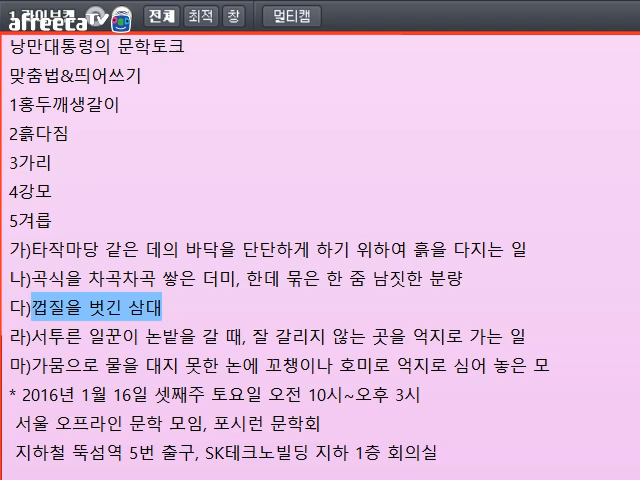 afreecaTV 전체 최적 창 멀티캠
낭만대통령의 문학토크
맞춤법&띄어쓰기
1홍두깨생갈이
2흙다짐
3가리
4강모
5겨릅
가)타작마당 같은 데의 바닥을 단단하게 하기 위하여 흙을 다지는 일
나)곡식을 차곡차곡 쌓은 더미, 한데 묶은 한 줌 남짓한 분량
다)껍질을 벗긴 삼대
라)서투른 일꾼이 논밭을 갈 때, 잘 갈리지 않는 곳을 억지로 가는 일
마)가뭄으로 물을 대지 못한 논에 꼬챙이나 호미로 억지로 심어 놓은 모
* 2016년 1월 16일 셋째주 토요일 오전 10시~오후 3시
서울 오프라인 문학 모임, 포시런 문학회
지하철 뚝섬역 5번 출구, SK테크노빌딩 지하 1층 회의실